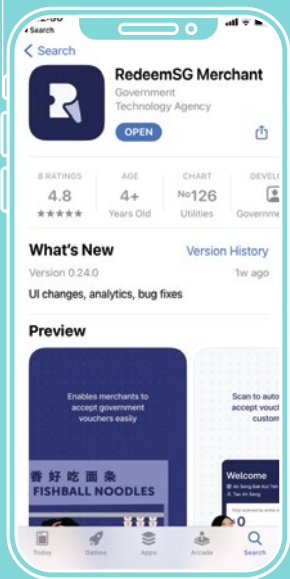 Search
Search
RedeemSG Merchant
Government
Technology Agency
OPEN
8 RATINGS
4.8
★★★★★
AGE
4+
Years Old
CHART
No126
Utilities
DEVEL
Governme
What's New
Version History
Version 0.24.0
1w ago
UI changes, analytics, bug fixes
Preview
Enables merchants to
accept government
vouchers easily
香 好 吃 面 条
FISHBALL NOODLES
Scan to auto
accept vouch
custom
Welcome
0
Today
Games
Apps
Arcade
Search